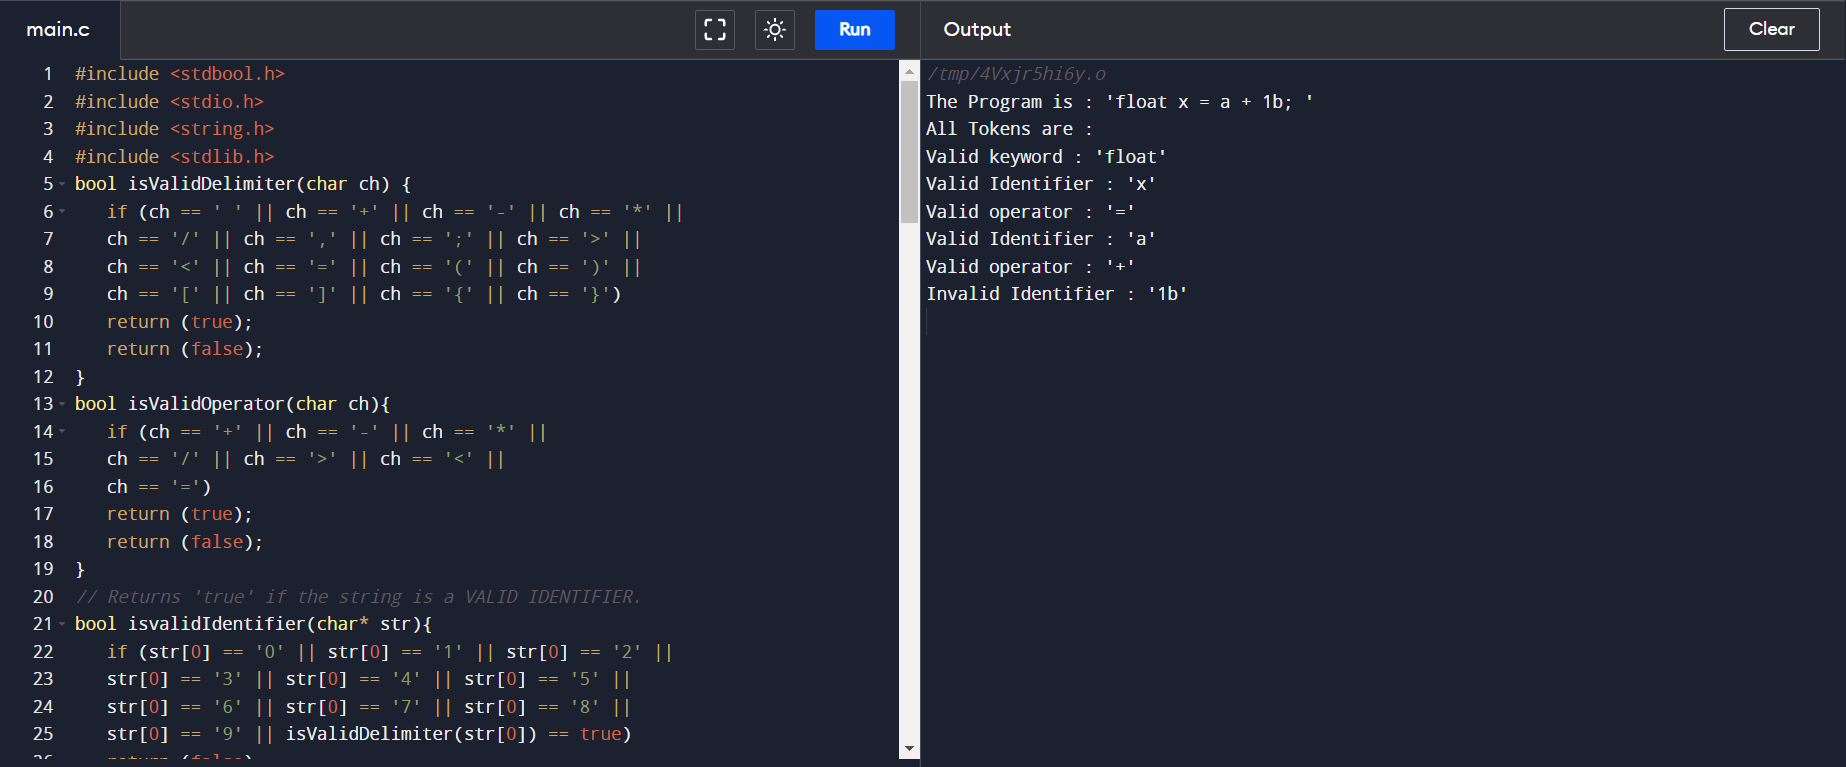 main.c
Run
Output
Clear
1 #include <stdbool.h>
2 #include <stdio.h>
3 #include <string.h>
4 #include <stdlib.h>
5 bool isValidDelimiter(char ch) {
6 if (ch == ' ' || ch == '+' || ch == '-' || ch == '*' ||
7 ch == '/' || ch == ',' || ch == ';' || ch == '>' ||
8 ch == '<' || ch == '=' || ch == '(' || ch == ')' ||
9 ch == '[' || ch == ']' || ch == '{' || ch == '}')
10 return (true);
11 return (false);
12 }
13 bool isValidOperator(char ch){
14 if (ch == '+' || ch == '-' || ch == '*' ||
15 ch == '/' || ch == '>' || ch == '<' ||
16 ch == '=')
17 return (true);
18 return (false);
19 }
20 // Returns 'true' if the string is a VALID IDENTIFIER.
21 bool isvalidIdentifier(char* str){
22 if (str[0] == '0' || str[0] == '1' || str[0] == '2' ||
23 str[0] == '3' || str[0] == '4' || str[0] == '5' ||
24 str[0] == '6' || str[0] == '7' || str[0] == '8' ||
25 str[0] == '9' || isValidDelimiter(str[0]) == true)
/tmp/4Vxjr5hi6y.o
The Program is : 'float x = a + 1b; '
All Tokens are :
Valid keyword : 'float'
Valid Identifier : 'x'
Valid operator : '='
Valid Identifier : 'a'
Valid operator : '+'
Invalid Identifier : '1b'